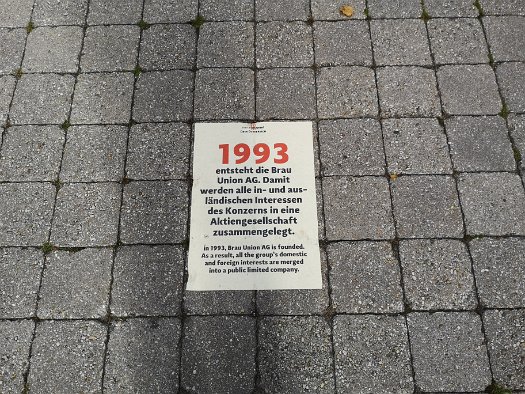 1993
entsteht die Brau
Union AG. Damit
werden alle in- und aus-
ländischen Interessen
des Konzerns in eine
Aktiengesellschaft
zusammengelegt.
in 1993, Brau Union AG is founded.
As a result, all the group's domestic
and foreign interests are merged
into a public limited company.